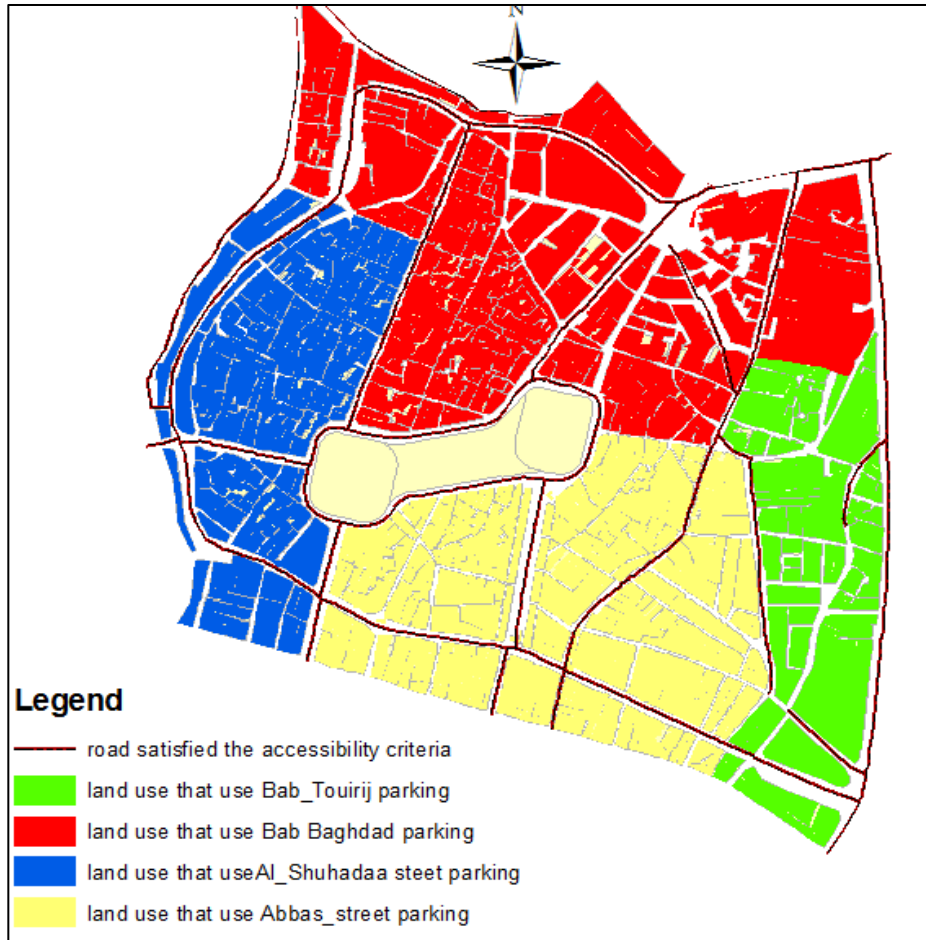 N
Legend
road satisfied the accessibility criteria
land use that use Bab_Touirij parking
land use that use Bab Baghdad parking
land use that useAl_Shuhadaa steet parking
land use that use Abbas_street parking